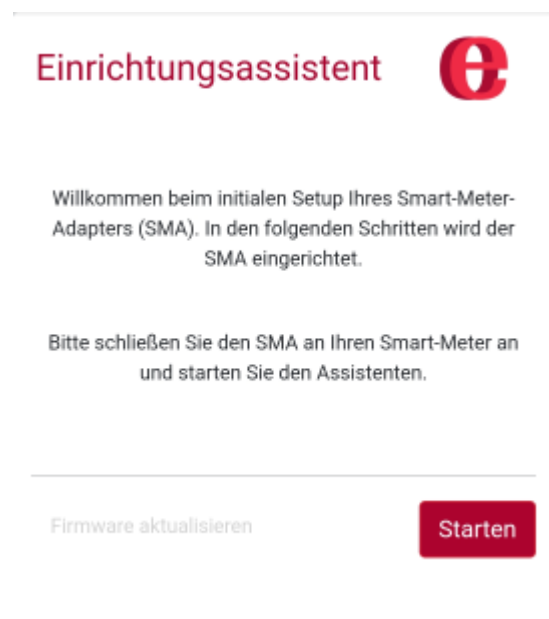 Einrichtungsassistent
Willkommen beim initialen Setup Ihres Smart-Meter-
Adapters (SMA). In den folgenden Schritten wird der
SMA eingerichtet.
Bitte schließen Sie den SMA an Ihren Smart-Meter an
und starten Sie den Assistenten.
Firmware aktualisieren
Starten